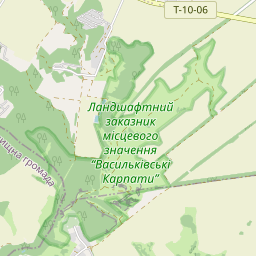 Т-10-06
Ландшафтний
заказник
місцевого
значення
“Васильківські
Карпати”
громада